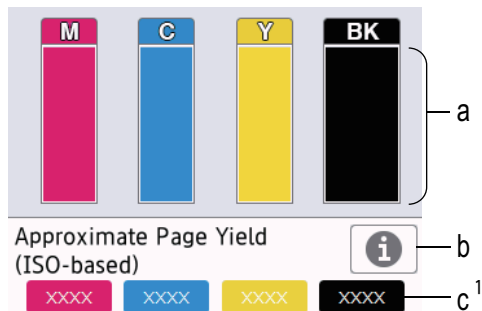 M C Y BK
a
Approximate Page Yield
(ISO-based)
i b
XXXX XXXX XXXX XXXX c 1